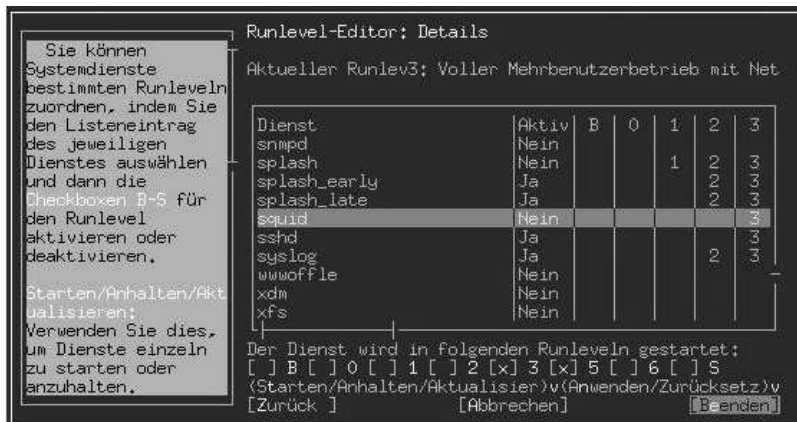 Sie können
Systemdienste
bestimmten Runleveln
zuordnen, indem Sie
den Listeneintrag
des jeweiligen
Dienstes auswählen
und dann die
Checkboxen B-S für
den Runlevel
aktivieren oder
deaktivieren.
Starten/Anhalten/Akt
ualisieren:
Verwenden Sie dies,
um Dienste einzeln
zu starten oder
anzuhalten.
Runlevel-Editor: Details
Aktueller Runlev3: Voller Mehrbenutzerbetrieb mit Net
Dienst Aktiv B 0 1 2 3
snmpd Nein
splash Nein 1 2 3
splash_early Ja 2 3
splash_late Ja 2 3
squid Nein 3
sshd Ja 3
syslog Ja 2 3
wwwoffle Nein
xdm Nein
xfs Nein
Der Dienst wird in folgenden Runleveln gestartet:
[ ] B [ ] 0 [ ] 1 [ ] 2 [x] 3 [x] 5 [ ] 6 [ ] S
(Starten/Anhalten/Aktualisier)v(Anwenden/Zurücksetz)v
[Zurück ] [Abbrechen] [Beenden]